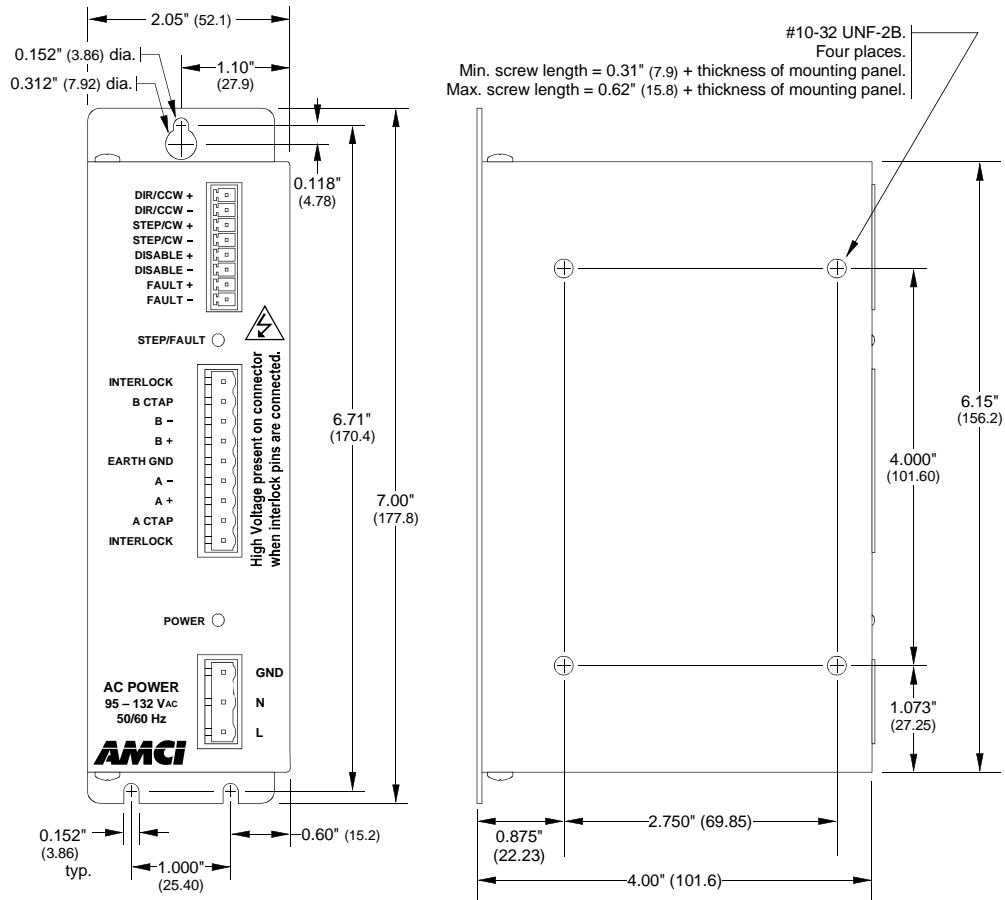 2.05" (52.1)
0.152" (3.86) dia.
0.312" (7.92) dia.
1.10"
(27.9)
0.118"
(4.78)
DIR/CCW +
DIR/CCW –
STEP/CW +
STEP/CW –
DISABLE +
DISABLE –
FAULT +
FAULT –
STEP/FAULT
INTERLOCK
B CTAP
B –
B +
EARTH GND
A –
A +
A CTAP
INTERLOCK
High Voltage present on connector
when interlock pins are connected.
6.71"
(170.4)
7.00"
(177.8)
POWER
GND
N
L
AC POWER
95 – 132 VAC
50/60 Hz
AMCI
0.152"
(3.86)
typ.
1.000"
(25.40)
0.60" (15.2)
#10-32 UNF-2B.
Four places.
Min. screw length = 0.31" (7.9) + thickness of mounting panel.
Max. screw length = 0.62" (15.8) + thickness of mounting panel.
6.15"
(156.2)
4.000"
(101.60)
1.073"
(27.25)
0.875"
(22.23)
2.750" (69.85)
4.00" (101.6)